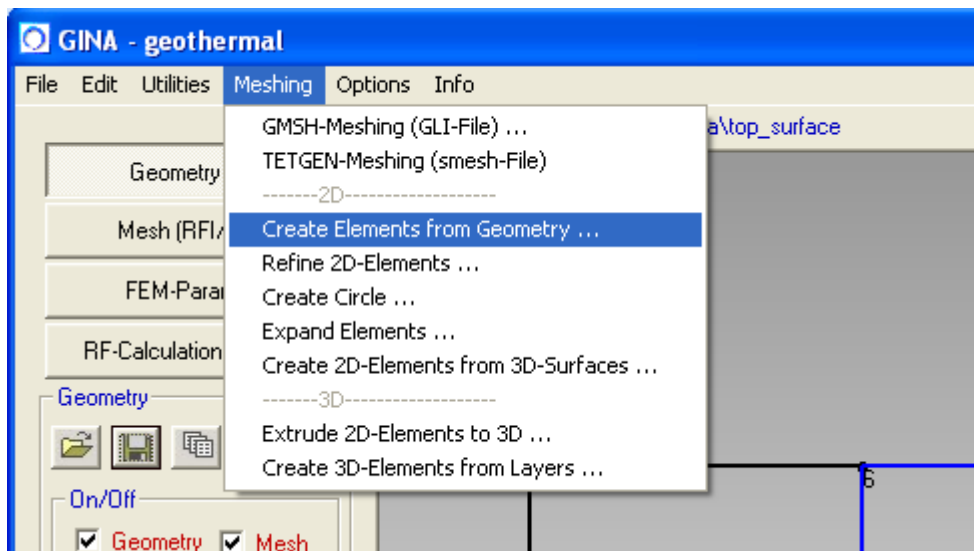 GINA - geothermal
File Edit Utilities Meshing Options Info
GMSH-Meshing (GLI-File) ...
a\top_surface
TETGEN-Meshing (smesh-File)
Geometry
-------2D-------------------
Mesh (RFI/
Create Elements from Geometry ...
Refine 2D-Elements ...
FEM-Para
Create Circle ...
Expand Elements ...
RF-Calculation
Create 2D-Elements from 3D-Surfaces ...
Geometry
-------3D-------------------
Extrude 2D-Elements to 3D ...
Create 3D-Elements from Layers ...
6
On/Off
Geometry Mesh